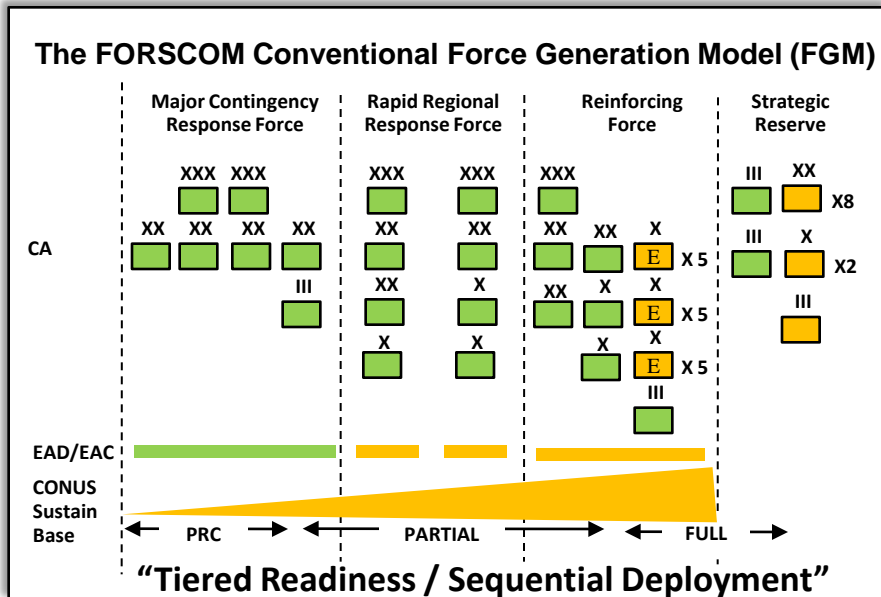 The FORSCOM Conventional Force Generation Model (FGM)
Major Contingency Response Force
Rapid Regional Response Force
Reinforcing Force
Strategic Reserve
XXX XXX XXX XXX XXX III XX X8
CA XX XX XX XX XX XX XX XX X E X 5 III X X2
III XX X XX X X E X 5 III
X X X X E X 5
III
EAD/EAC
CONUS
Sustain
Base
PRC PARTIAL FULL
“Tiered Readiness / Sequential Deployment”